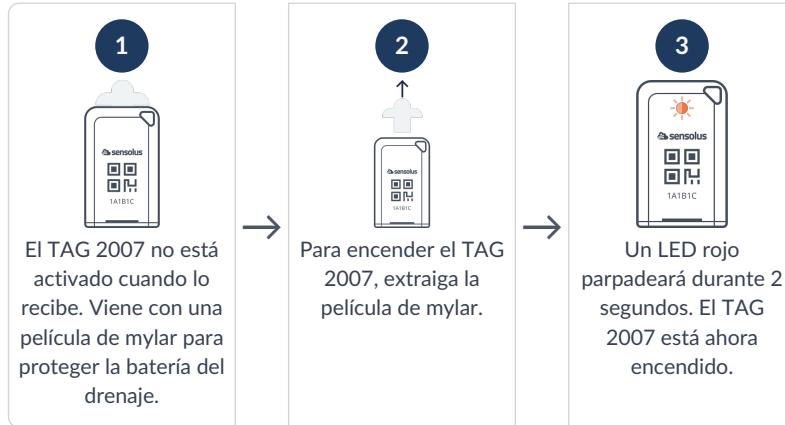 1
sensolus
1A1B1C
El TAG 2007 no está
activado cuando lo
recibe. Viene con una
película de mylar para
proteger la batería del
drenaje.
2
sensolus
1A1B1C
Para encender el TAG
2007, extraiga la
película de mylar.
3
sensolus
1A1B1C
Un LED rojo
parpadeará durante 2
segundos. El TAG
2007 está ahora
encendido.